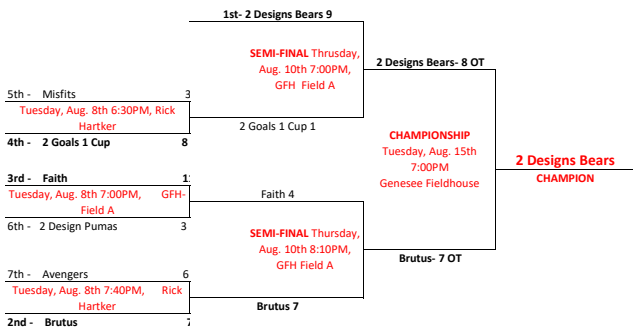 1st- 2 Designs Bears 9
SEMI-FINAL Thrusday,
Aug. 10th 7:00PM,
GFH Field A
2 Designs Bears- 8 OT
5th - Misfits 3
Tuesday, Aug. 8th 6:30PM, Rick
Hartker
4th - 2 Goals 1 Cup 8
2 Goals 1 Cup 1
CHAMPIONSHIP
Tuesday, Aug. 15th
7:00PM
Genesee Fieldhouse
2 Designs Bears
CHAMPION
3rd - Faith
Tuesday, Aug. 8th 7:00PM, GFH-
Field A
6th - 2 Design Pumas 3
Faith 4
SEMI-FINAL Thursday,
Aug. 10th 8:10PM,
GFH Field A
Brutus- 7 OT
7th - Avengers 6
Tuesday, Aug. 8th 7:40PM, Rick
Hartker
2nd - Brutus
Brutus 7